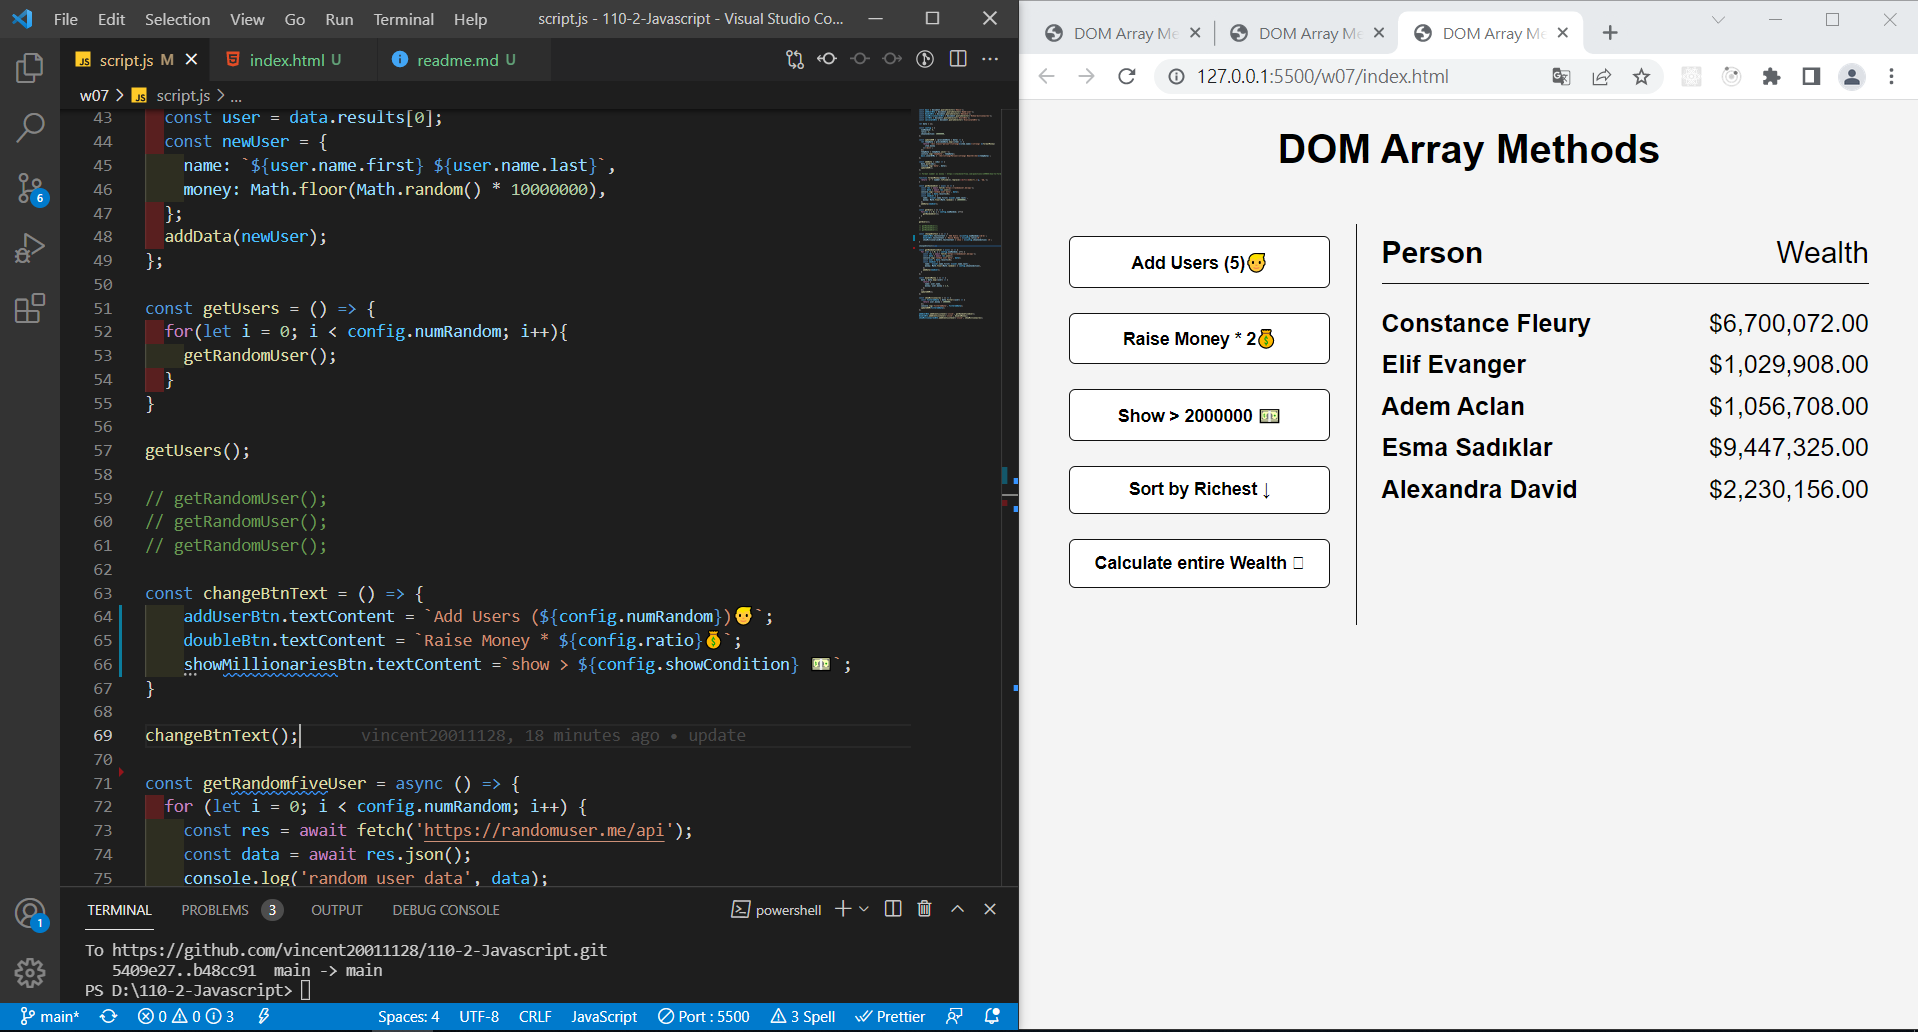 File Edit Selection View Go Run Terminal Help script.js - 110-2-Javascript - Visual Studio Co...
JS script.js M index.html U readme.md U
w07 > JS script.js > ...
43 const user = data.results[0];
44 const newUser = {
45 name: `${user.name.first} ${user.name.last}`,
46 money: Math.floor(Math.random() * 10000000),
47 };
48 addData(newUser);
49 };
50
51 const getUsers = () => {
52 for(let i = 0; i < config.numRandom; i++){
53 getRandomUser();
54 }
55 }
56
57 getUsers();
58
59 // getRandomUser();
60 // getRandomUser();
61 // getRandomUser();
62
63 const changeBtnText = () => {
64 addUserBtn.textContent = `Add Users (${config.numRandom})👨`;
65 doubleBtn.textContent = `Raise Money * ${config.ratio}💰`;
66 showMillionariesBtn.textContent =`show > ${config.showCondition} 💵`;
67 }
68
69 changeBtnText(); vincent20011128, 18 minutes ago • update
70
71 const getRandomfiveUser = async () => {
72 for (let i = 0; i < config.numRandom; i++) {
73 const res = await fetch('https://randomuser.me/api');
74 const data = await res.json();
75 console.log('random user data', data);
6
1
TERMINAL PROBLEMS 3 OUTPUT DEBUG CONSOLE powershell
To https://github.com/vincent20011128/110-2-Javascript.git
5409e27..b48cc91 main -> main
PS D:\110-2-Javascript>
main* 0 0 3 Spaces: 4 UTF-8 CRLF JavaScript Port : 5500 3 Spell Prettier
DOM Array Me DOM Array Me DOM Array Me
127.0.0.1:5500/w07/index.html
DOM Array Methods
Add Users (5)👨
Raise Money * 2💰
Show > 2000000 💵
Sort by Richest ↓
Calculate entire Wealth
Person Wealth
Constance Fleury $6,700,072.00
Elif Evanger $1,029,908.00
Adem Aclan $1,056,708.00
Esma Sadıklar $9,447,325.00
Alexandra David $2,230,156.00